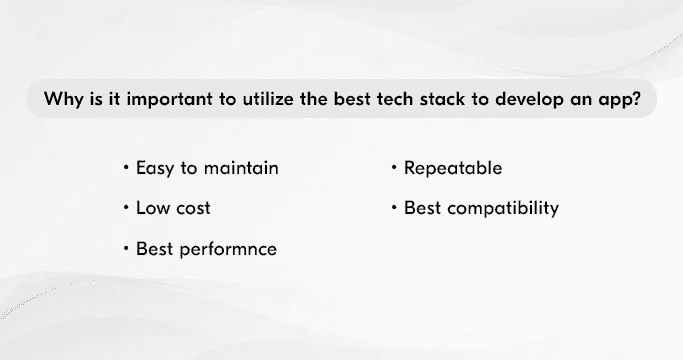 Why is it important to utilize the best tech stack to develop an app?
• Easy to maintain
• Low cost
• Best performnce
• Repeatable
• Best compatibility